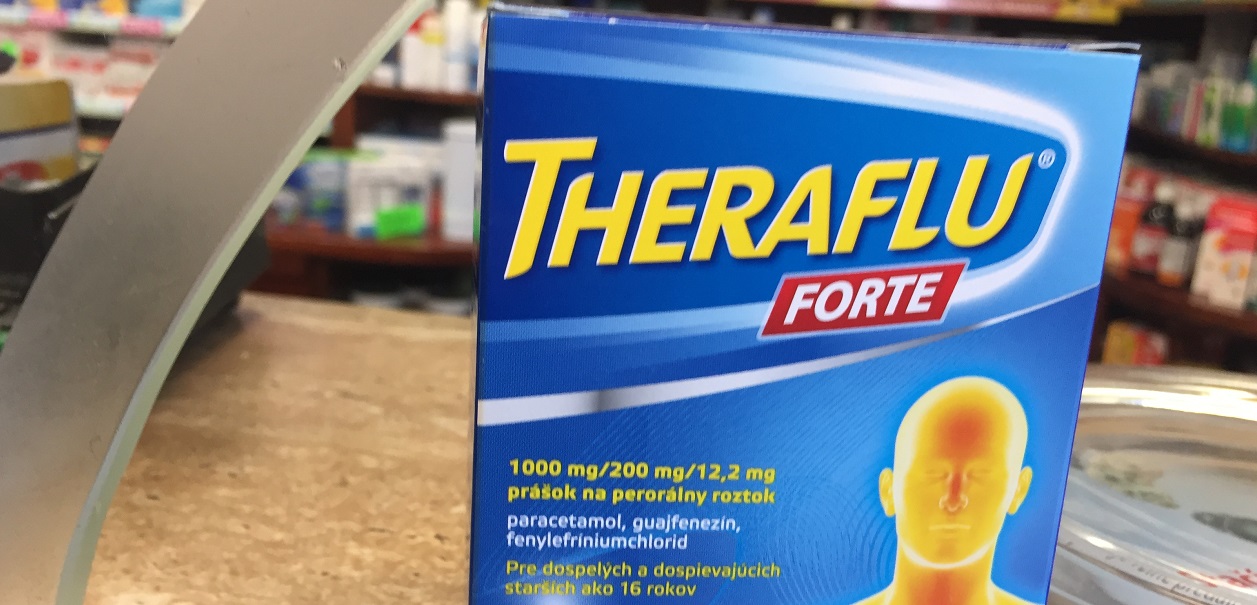 THERAFLU®
FORTE
1000 mg/200 mg/12,2 mg
prášok na perorálny roztok
paracetamol, guajfenezín,
fenylefríniumchlorid
Pre dospelých a dospievajúcich
starších ako 16 rokov